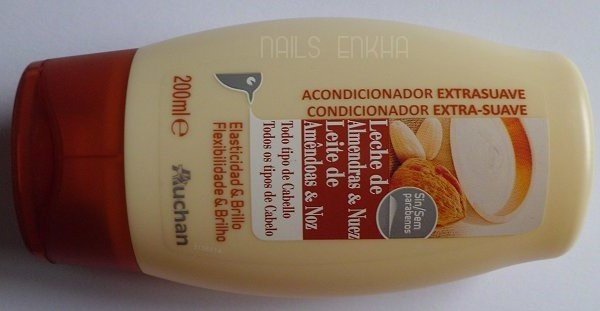 NAILS ENKHA
ACONDICIONADOR EXTRASUAVE
CONDICIONADOR EXTRA-SUAVE
Leche de
Almendras & Nuez
Leite de
Amêndoas & Noz
Todo tipo de Cabello
Todos os tipos de Cabelo
Sin/Sem
parabenos
200ml e
Elasticidad & Brillo
Flexibilidade & Brilho
Auchan